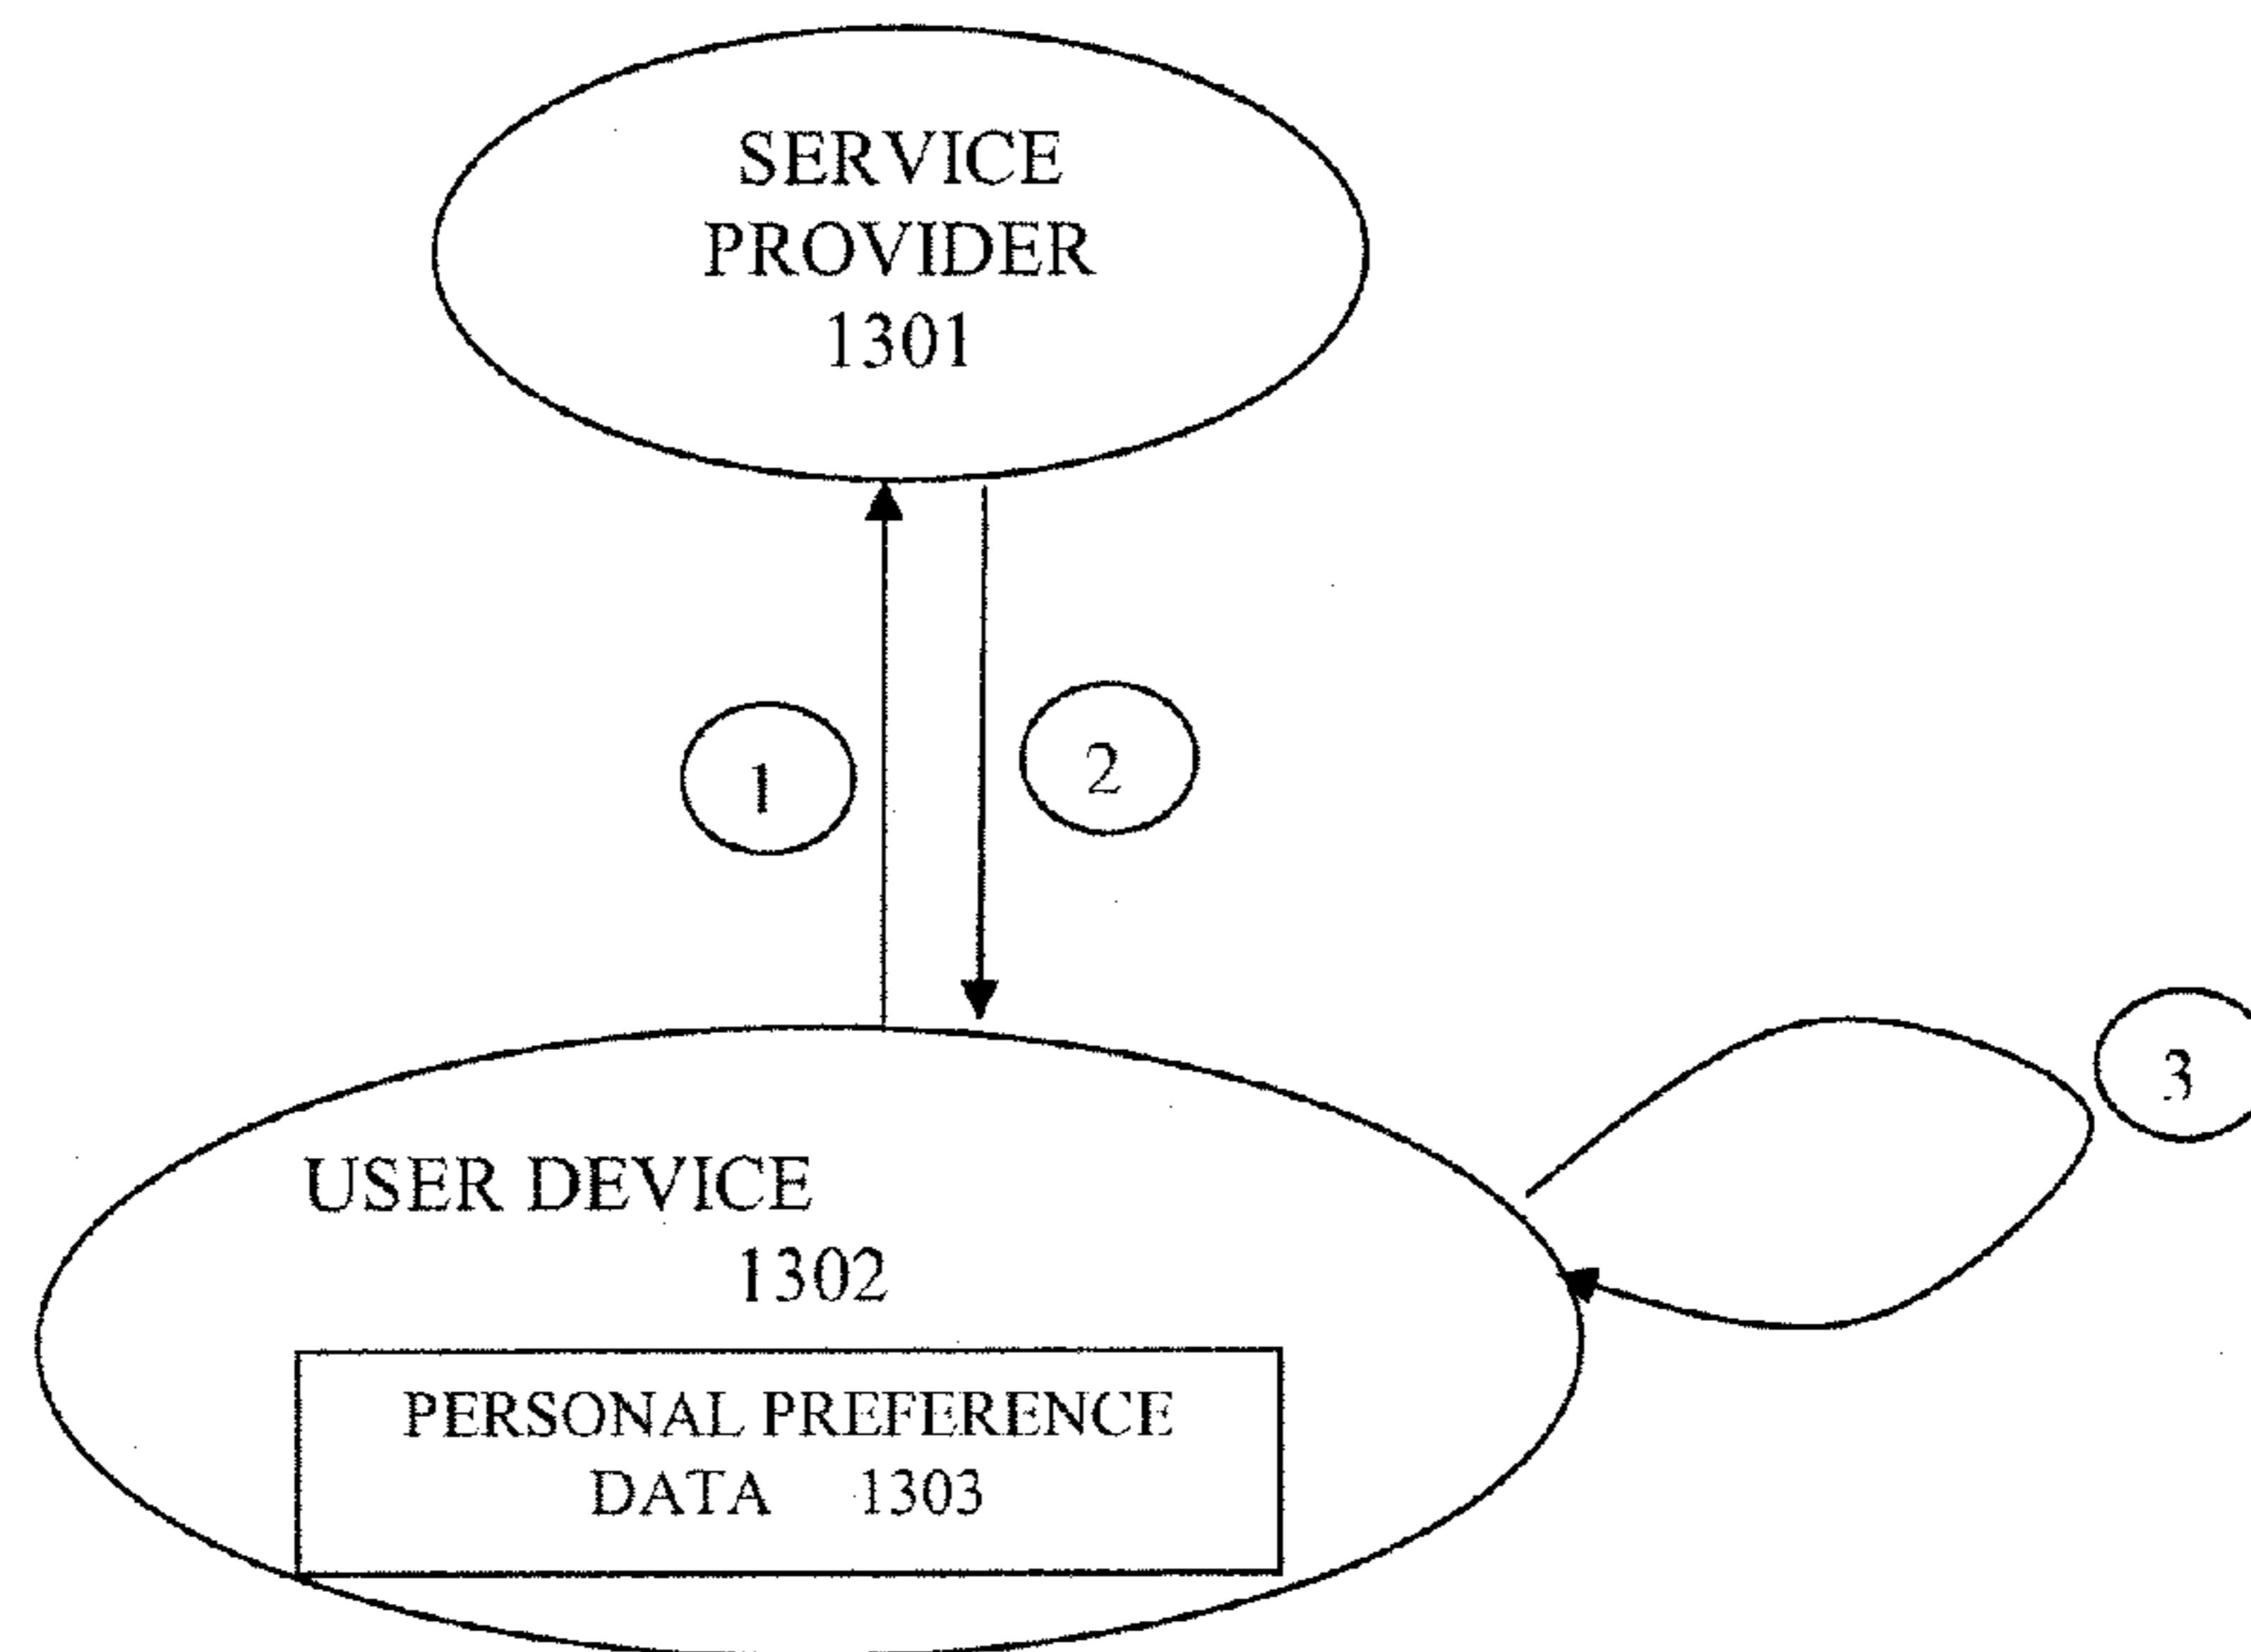 SERVICE
PROVIDER
1301
1
2
3
USER DEVICE
1302
PERSONAL PREFERENCE
DATA 1303